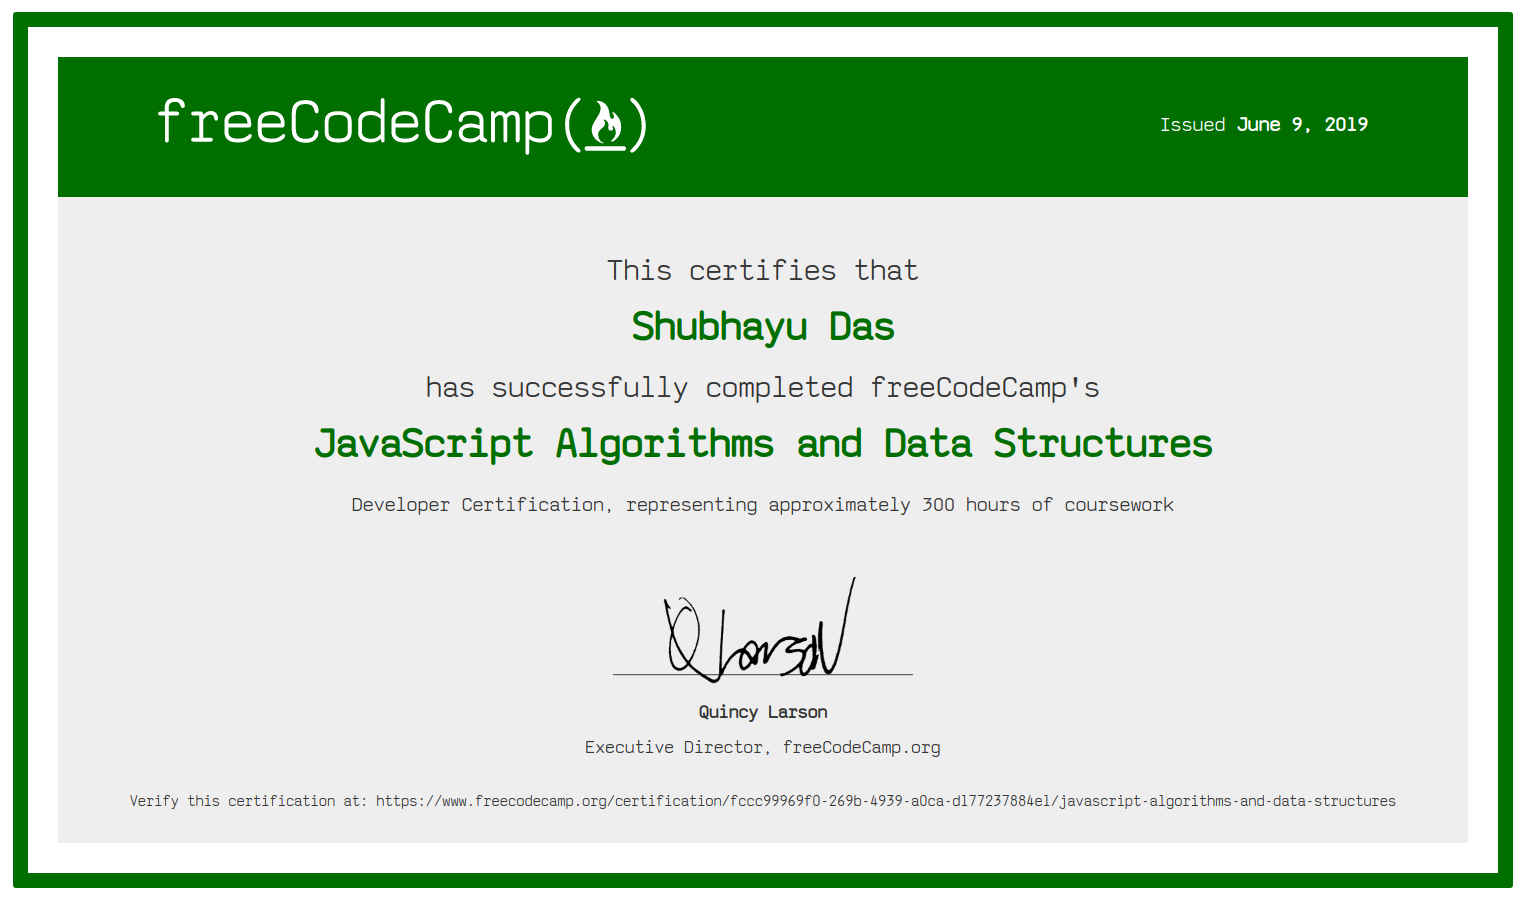 freeCodeCamp(🔥)
Issued June 9, 2019
This certifies that
Shubhayu Das
has successfully completed freeCodeCamp's
JavaScript Algorithms and Data Structures
Developer Certification, representing approximately 300 hours of coursework
Q Larson
Quincy Larson
Executive Director, freeCodeCamp.org
Verify this certification at: https://www.freecodecamp.org/certification/fccc99969f0-269b-4939-a0ca-d177237884e1/javascript-algorithms-and-data-structures